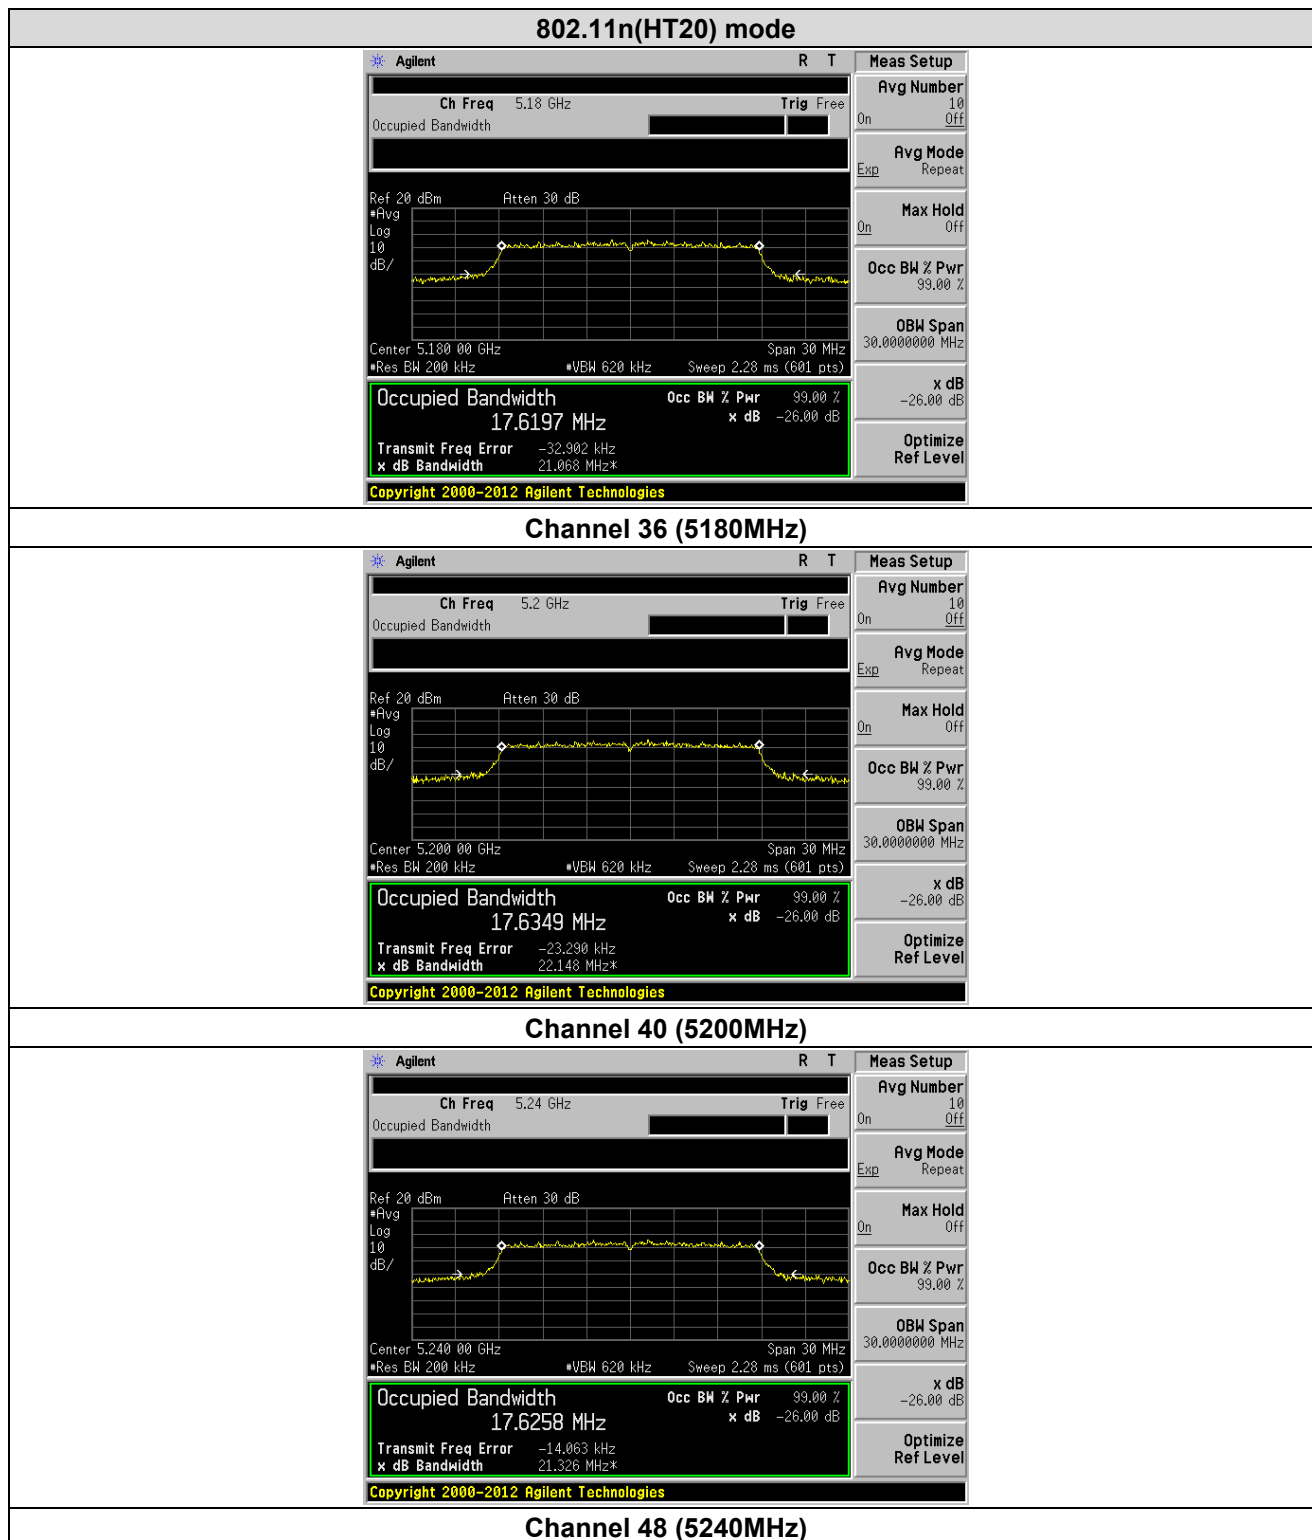 802.11n(HT20) mode
Agilent R T
Meas Setup
Ch Freq 5.18 GHz Trig Free
Occupied Bandwidth
Avg Number
10
On Off
Avg Mode
Exp Repeat
Max Hold
On Off
Occ BW % Pwr
99.00 %
OBW Span
30.0000000 MHz
x dB
-26.00 dB
Optimize
Ref Level
Ref 20 dBm Atten 30 dB
#Avg
Log
10
dB/
Center 5.180 00 GHz Span 30 MHz
#Res BW 200 kHz #VBW 620 kHz Sweep 2.28 ms (601 pts)
Occupied Bandwidth Occ BW % Pwr 99.00 %
17.6197 MHz x dB -26.00 dB
Transmit Freq Error -32.902 kHz
x dB Bandwidth 21.068 MHz*
Copyright 2000-2012 Agilent Technologies
Channel 36 (5180MHz)
Agilent R T
Meas Setup
Ch Freq 5.2 GHz Trig Free
Occupied Bandwidth
Avg Number
10
On Off
Avg Mode
Exp Repeat
Max Hold
On Off
Occ BW % Pwr
99.00 %
OBW Span
30.0000000 MHz
x dB
-26.00 dB
Optimize
Ref Level
Ref 20 dBm Atten 30 dB
#Avg
Log
10
dB/
Center 5.200 00 GHz Span 30 MHz
#Res BW 200 kHz #VBW 620 kHz Sweep 2.28 ms (601 pts)
Occupied Bandwidth Occ BW % Pwr 99.00 %
17.6349 MHz x dB -26.00 dB
Transmit Freq Error -23.290 kHz
x dB Bandwidth 22.148 MHz*
Copyright 2000-2012 Agilent Technologies
Channel 40 (5200MHz)
Agilent R T
Meas Setup
Ch Freq 5.24 GHz Trig Free
Occupied Bandwidth
Avg Number
10
On Off
Avg Mode
Exp Repeat
Max Hold
On Off
Occ BW % Pwr
99.00 %
OBW Span
30.0000000 MHz
x dB
-26.00 dB
Optimize
Ref Level
Ref 20 dBm Atten 30 dB
#Avg
Log
10
dB/
Center 5.240 00 GHz Span 30 MHz
#Res BW 200 kHz #VBW 620 kHz Sweep 2.28 ms (601 pts)
Occupied Bandwidth Occ BW % Pwr 99.00 %
17.6258 MHz x dB -26.00 dB
Transmit Freq Error -14.063 kHz
x dB Bandwidth 21.326 MHz*
Copyright 2000-2012 Agilent Technologies
Channel 48 (5240MHz)